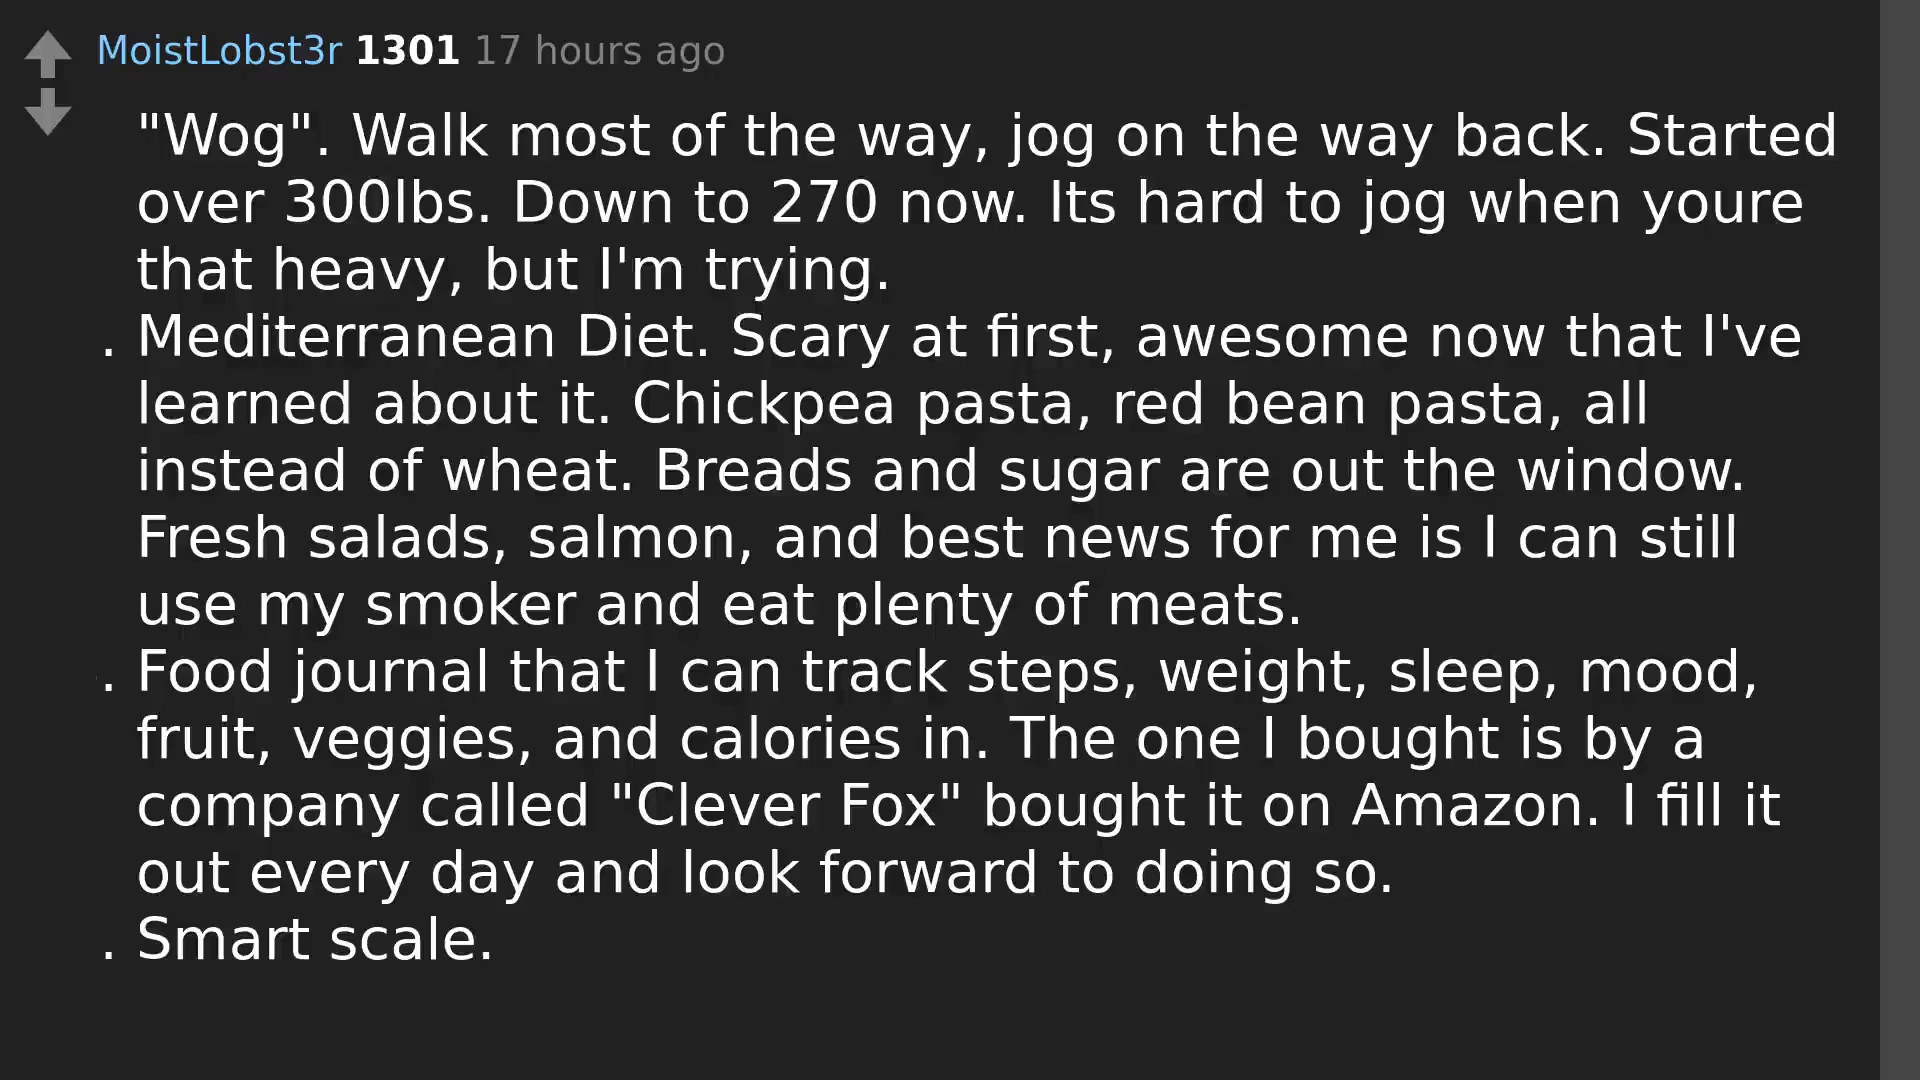 MoistLobst3r 1301 17 hours ago
"Wog". Walk most of the way, jog on the way back. Started
over 300lbs. Down to 270 now. Its hard to jog when youre
that heavy, but I'm trying.
. Mediterranean Diet. Scary at first, awesome now that I've
learned about it. Chickpea pasta, red bean pasta, all
instead of wheat. Breads and sugar are out the window.
Fresh salads, salmon, and best news for me is I can still
use my smoker and eat plenty of meats.
. Food journal that I can track steps, weight, sleep, mood,
fruit, veggies, and calories in. The one I bought is by a
company called "Clever Fox" bought it on Amazon. I fill it
out every day and look forward to doing so.
. Smart scale.